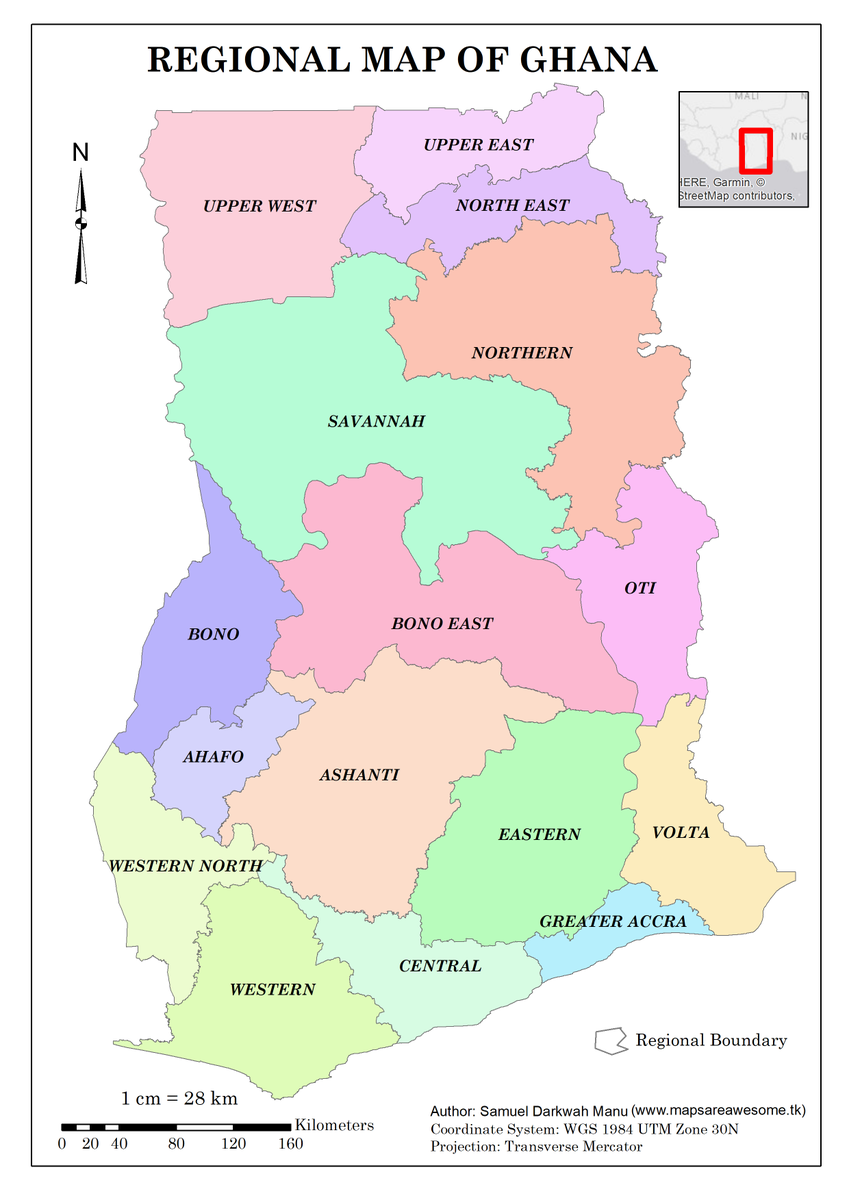 REGIONAL MAP OF GHANA
MALI
NIG
HERE, Garmin, ©
StreetMap contributors,
N
UPPER EAST
UPPER WEST
NORTH EAST
NORTHERN
SAVANNAH
OTI
BONO EAST
BONO
AHAFO
ASHANTI
EASTERN
VOLTA
WESTERN NORTH
GREATER ACCRA
CENTRAL
WESTERN
Regional Boundary
1 cm = 28 km
Kilometers
0 20 40 80 120 160
Author: Samuel Darkwah Manu (www.mapsareawesome.tk)
Coordinate System: WGS 1984 UTM Zone 30N
Projection: Transverse Mercator